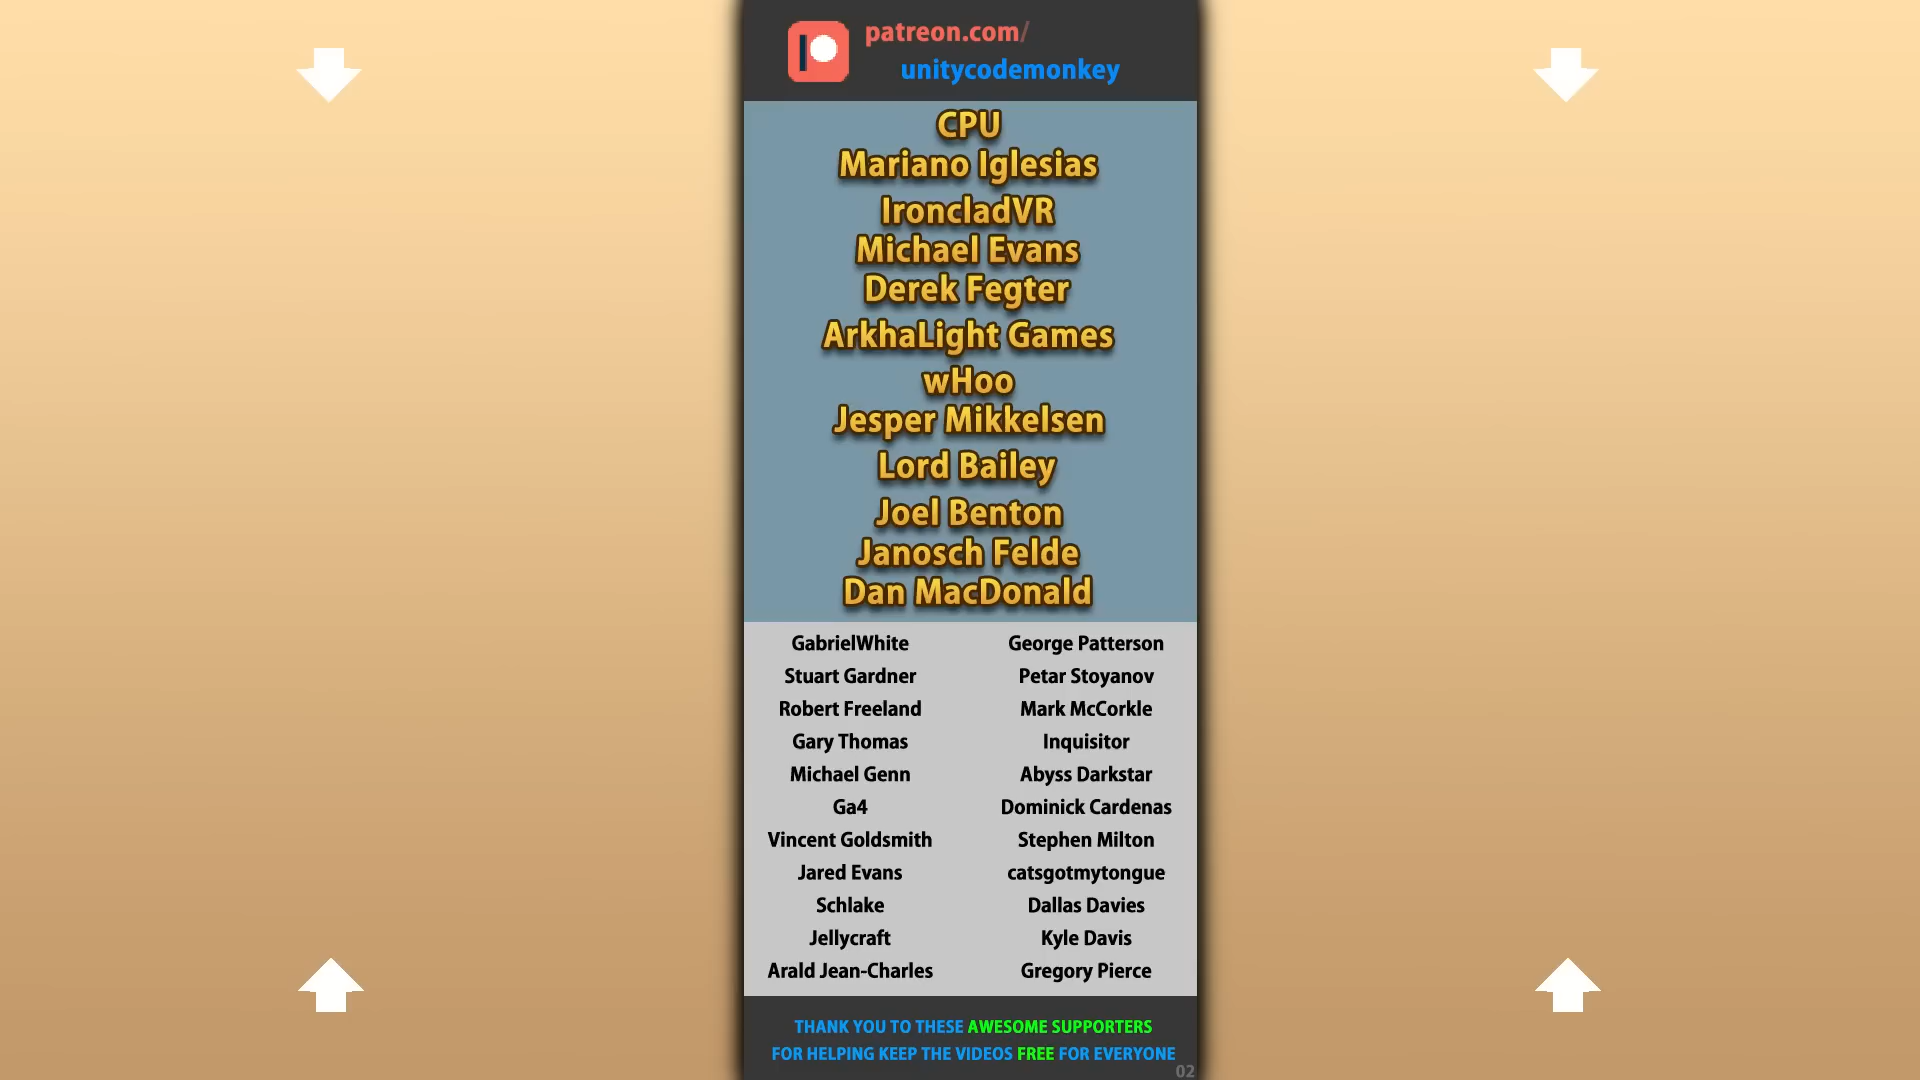 patreon.com/
unitycodemonkey
CPU
Mariano Iglesias
IroncladVR
Michael Evans
Derek Fegter
ArkhaLight Games
wHoo
Jesper Mikkelsen
Lord Bailey
Joel Benton
Janosch Felde
Dan MacDonald
GabrielWhite George Patterson
Stuart Gardner Petar Stoyanov
Robert Freeland Mark McCorkle
Gary Thomas Inquisitor
Michael Genn Abyss Darkstar
Ga4 Dominick Cardenas
Vincent Goldsmith Stephen Milton
Jared Evans catsgotmytongue
Schlake Dallas Davies
Jellycraft Kyle Davis
Arald Jean-Charles Gregory Pierce
THANK YOU TO THESE AWESOME SUPPORTERS
FOR HELPING KEEP THE VIDEOS FREE FOR EVERYONE
02